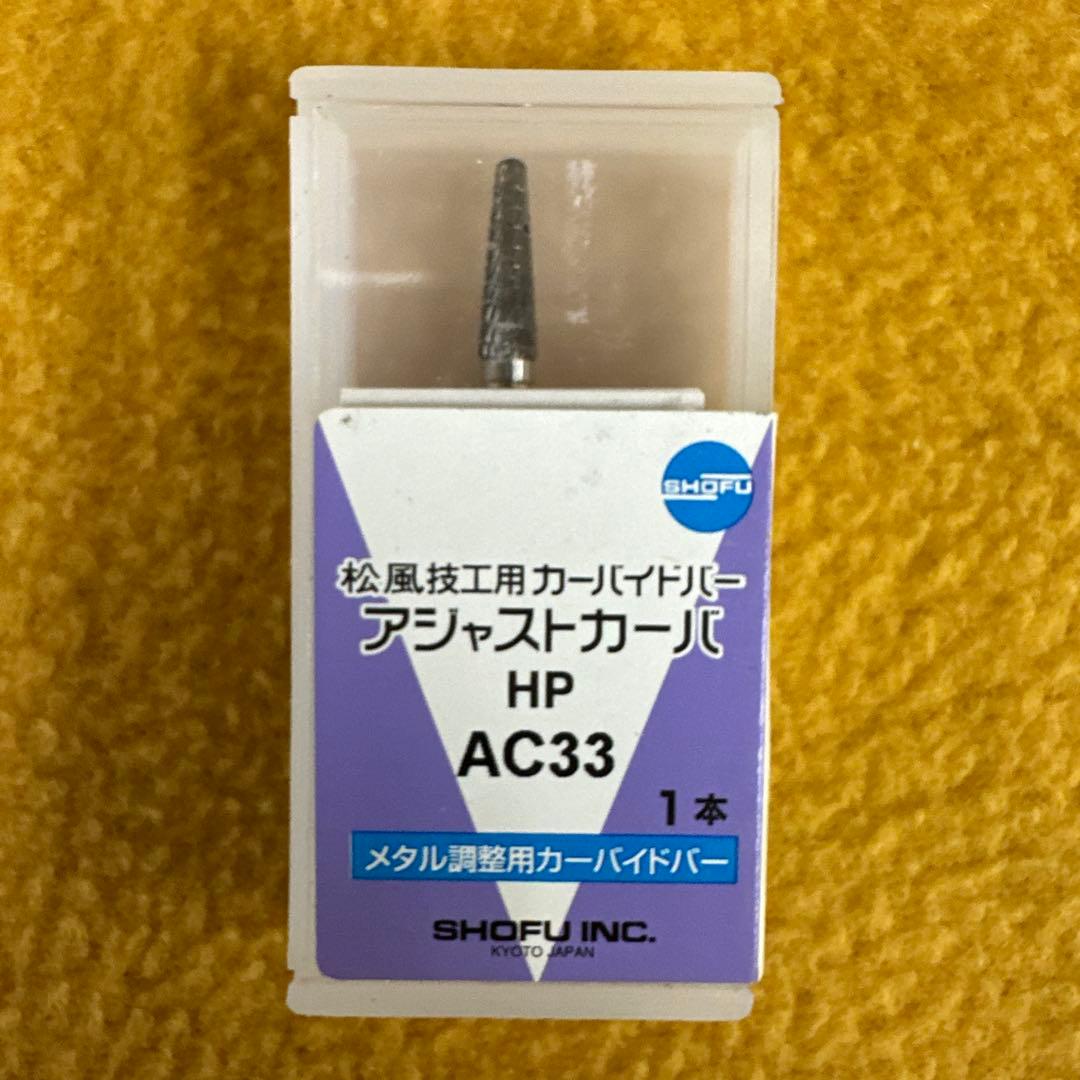 SHOFU
松風技工用カーバイドバー
アジャストカーバ
HP
AC33
1本
メタル調整用カーバイドバー
SHOFU INC.
KYOTO JAPAN